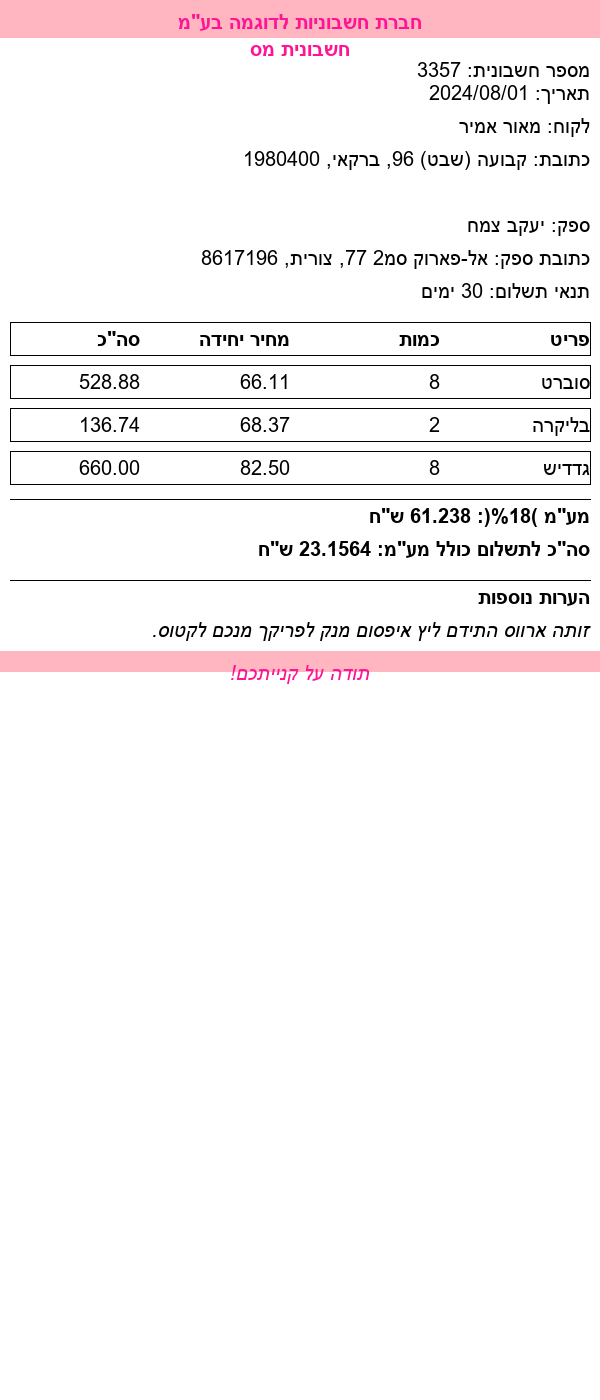 חברת חשבוניות לדוגמה בע"מ
חשבונית מס
מספר חשבונית: 3357
תאריך: 2024/08/01
לקוח: מאור אמיר
כתובת: קבועה (שבט) 96, ברקאי, 1980400
ספק: יעקב צמח
כתובת ספק: אל-פארוק סמ2 77, צורית, 8617196
תנאי תשלום: 30 ימים
פריט כמות מחיר יחידה סה"כ
סוברט 8 66.11 528.88
בליקרה 2 68.37 136.74
גדדיש 8 82.50 660.00
מע"מ )18%(: 61.238 ש"ח
סה"כ לתשלום כולל מע"מ: 23.1564 ש"ח
הערות נוספות
זותה ארווס התידם ליץ איפסום מנק לפריקך מנכם לקטוס.
תודה על קנייתכם!